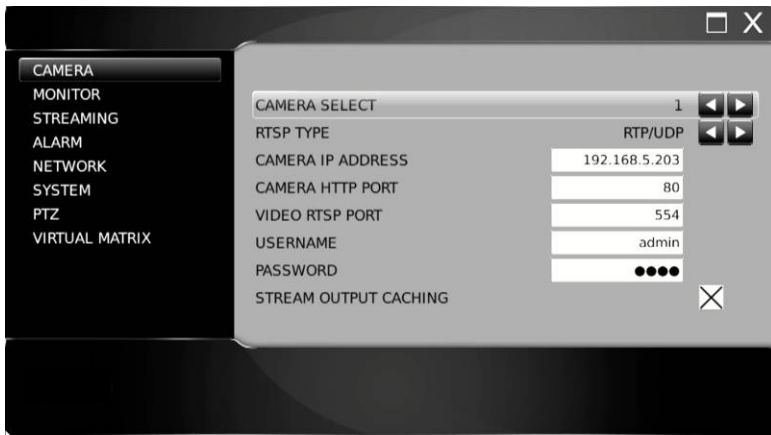 CAMERA
MONITOR
STREAMING
ALARM
NETWORK
SYSTEM
PTZ
VIRTUAL MATRIX
CAMERA SELECT 1
RTSP TYPE RTP/UDP
CAMERA IP ADDRESS 192.168.5.203
CAMERA HTTP PORT 80
VIDEO RTSP PORT 554
USERNAME admin
PASSWORD ●●●●
STREAM OUTPUT CACHING